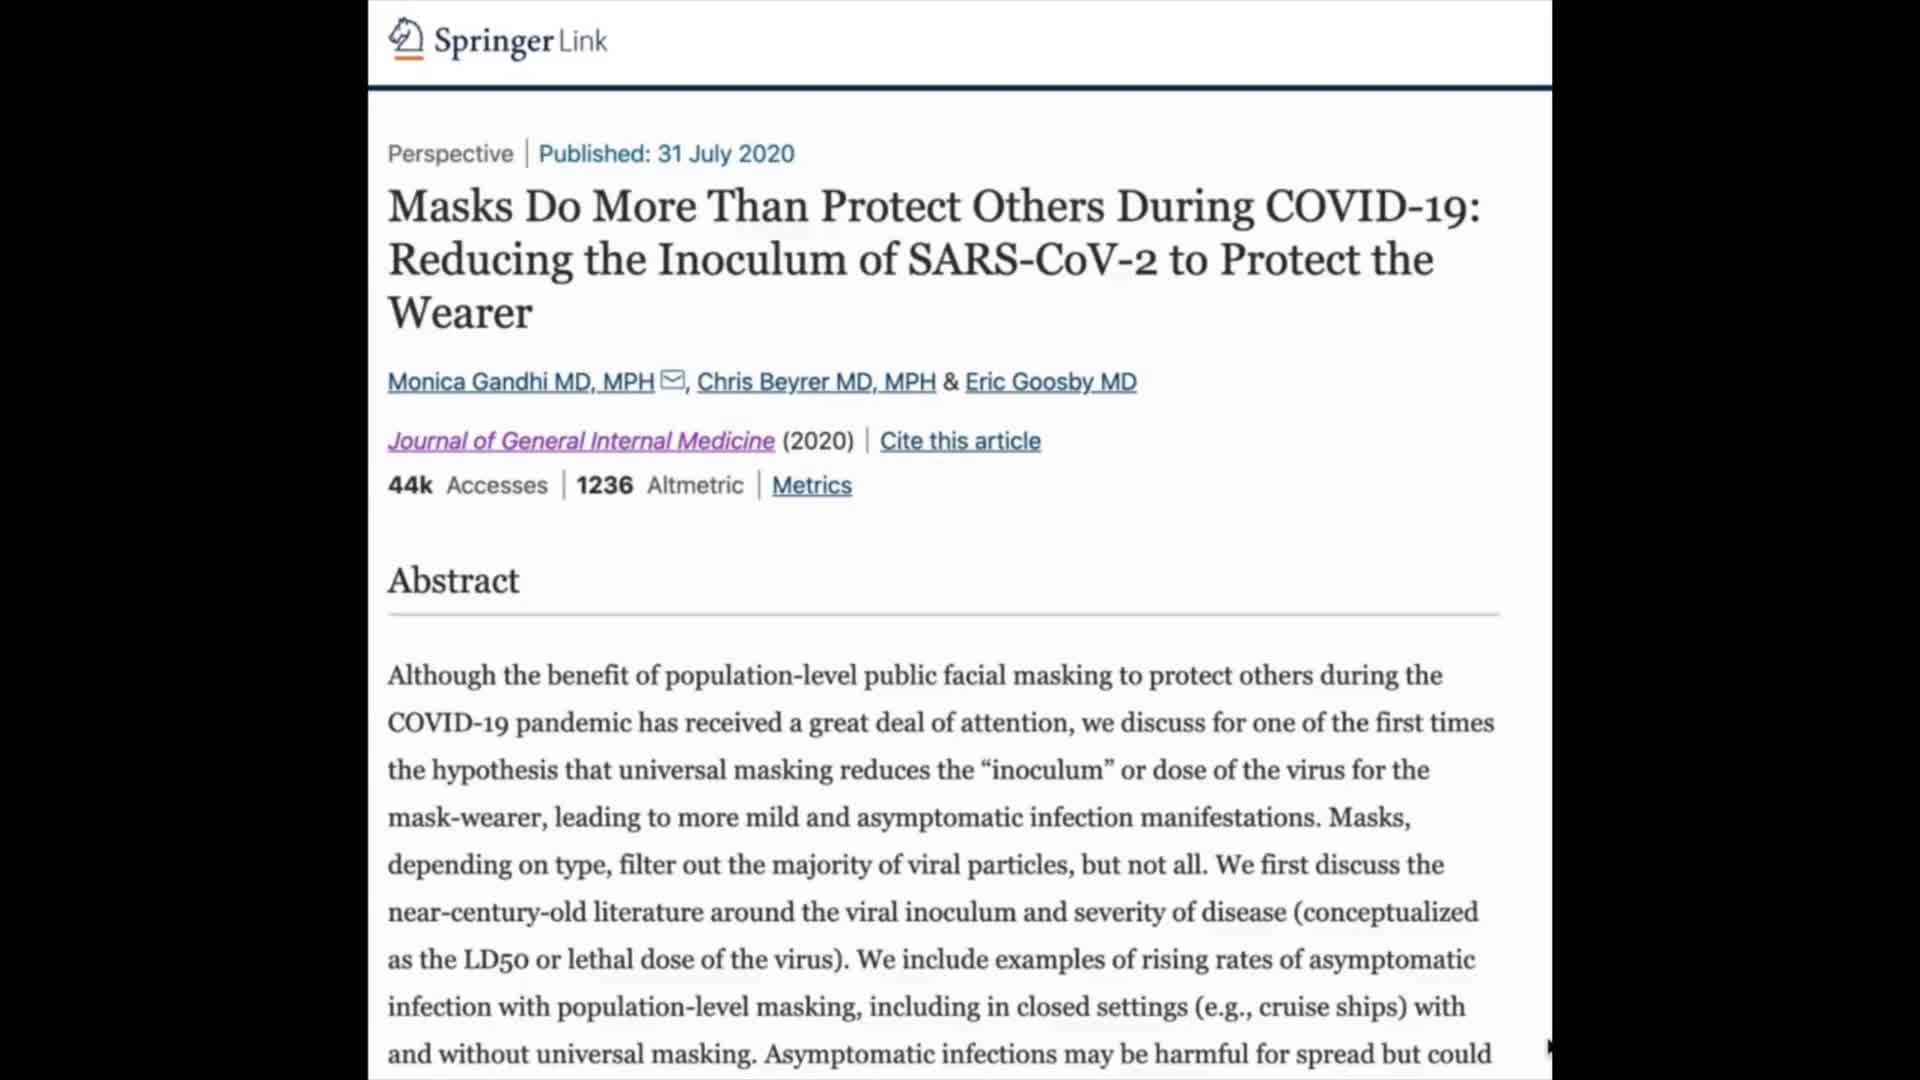 Springer Link
Perspective | Published: 31 July 2020
Masks Do More Than Protect Others During COVID-19:
Reducing the Inoculum of SARS-CoV-2 to Protect the
Wearer
Monica Gandhi MD, MPH, Chris Beyrer MD, MPH & Eric Goosby MD
Journal of General Internal Medicine (2020) | Cite this article
44k Accesses | 1236 Altmetric | Metrics
Abstract
Although the benefit of population-level public facial masking to protect others during the
COVID-19 pandemic has received a great deal of attention, we discuss for one of the first times
the hypothesis that universal masking reduces the “inoculum” or dose of the virus for the
mask-wearer, leading to more mild and asymptomatic infection manifestations. Masks,
depending on type, filter out the majority of viral particles, but not all. We first discuss the
near-century-old literature around the viral inoculum and severity of disease (conceptualized
as the LD50 or lethal dose of the virus). We include examples of rising rates of asymptomatic
infection with population-level masking, including in closed settings (e.g., cruise ships) with
and without universal masking. Asymptomatic infections may be harmful for spread but could